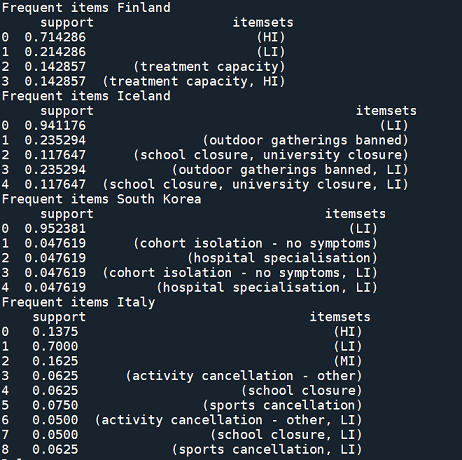 Frequent items Finland
support itemsets
0 0.714286 (HI)
1 0.214286 (LI)
2 0.142857 (treatment capacity)
3 0.142857 (treatment capacity, HI)
Frequent items Iceland
support itemsets
0 0.941176 (LI)
1 0.235294 (outdoor gatherings banned)
2 0.117647 (school closure, university closure)
3 0.235294 (outdoor gatherings banned, LI)
4 0.117647 (school closure, university closure, LI)
Frequent items South Korea
support itemsets
0 0.952381 (LI)
1 0.047619 (cohort isolation - no symptoms)
2 0.047619 (hospital specialisation)
3 0.047619 (cohort isolation - no symptoms, LI)
4 0.047619 (hospital specialisation, LI)
Frequent items Italy
support itemsets
0 0.1375 (HI)
1 0.7000 (LI)
2 0.1625 (MI)
3 0.0625 (activity cancellation - other)
4 0.0625 (school closure)
5 0.0750 (sports cancellation)
6 0.0500 (activity cancellation - other, LI)
7 0.0500 (school closure, LI)
8 0.0625 (sports cancellation, LI)